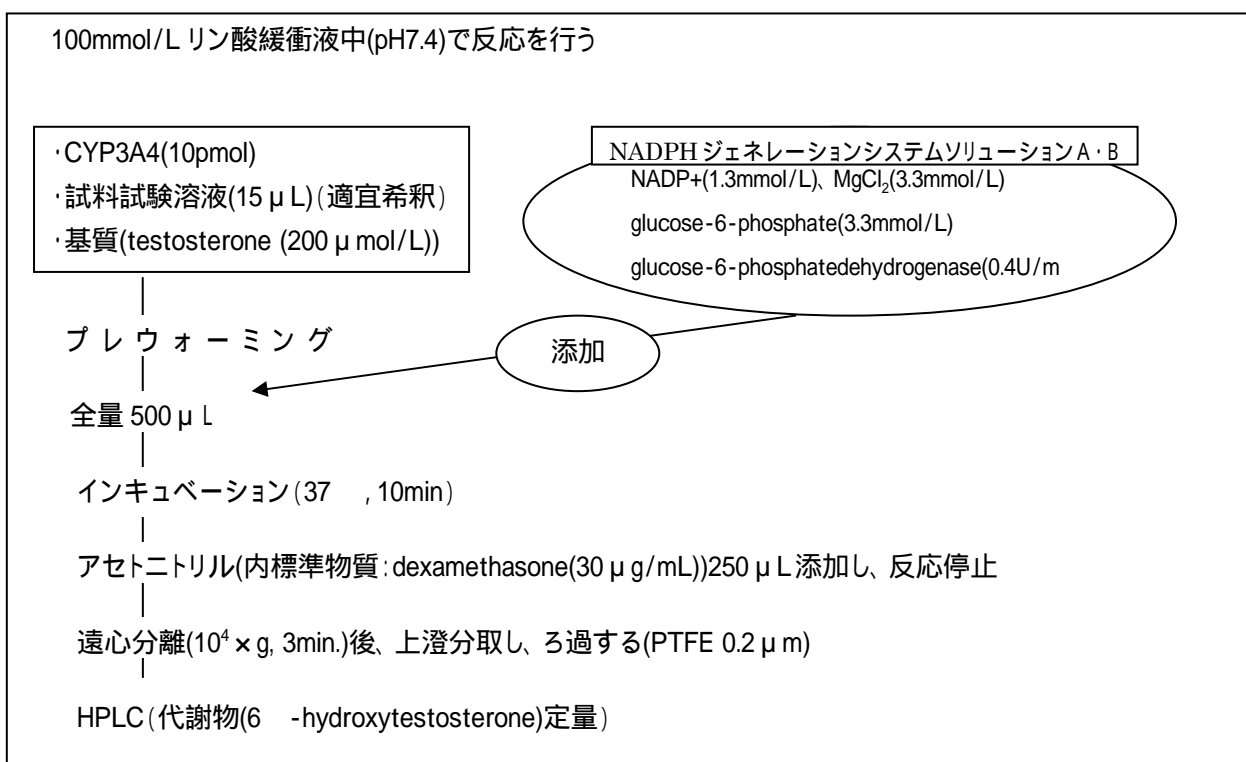 100mmol/L リン酸緩衝液中(pH7.4)で反応を行う
・CYP3A4(10pmol)
・試料試験溶液(15μL)(適宜希釈)
・基質(testosterone (200μmol/L))
NADPH ジェネレーションシステムソリューション A・B
NADP+(1.3mmol/L)、MgCl₂(3.3mmol/L)
glucose-6-phosphate(3.3mmol/L)
glucose-6-phosphatedehydrogenase(0.4U/m
プレウォーミング
添加
全量 500μL
インキュベーション(37 , 10min)
アセトニトリル(内標準物質:dexamethasone(30μg/mL))250μL添加し、反応停止
遠心分離(10⁴×g, 3min.)後、上澄分取し、ろ過する(PTFE 0.2μm)
HPLC(代謝物(6 -hydroxytestosterone)定量)